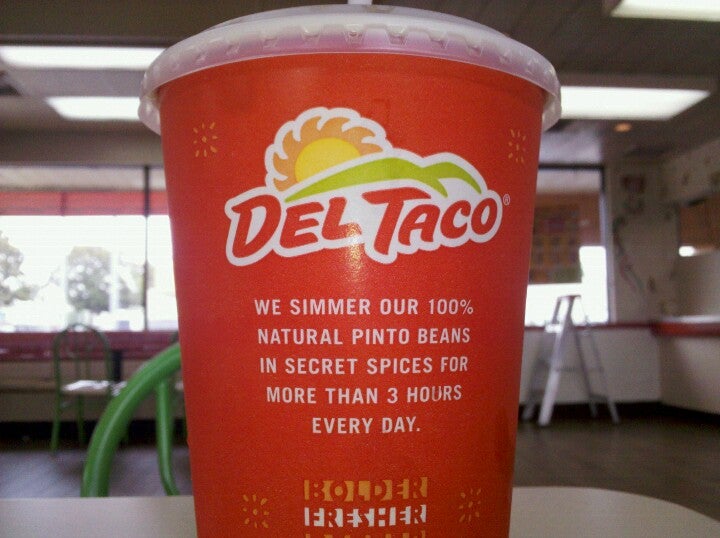 DEL TACO®
WE SIMMER OUR 100%
NATURAL PINTO BEANS
IN SECRET SPICES FOR
MORE THAN 3 HOURS
EVERY DAY.
BOLDER
FRESHER